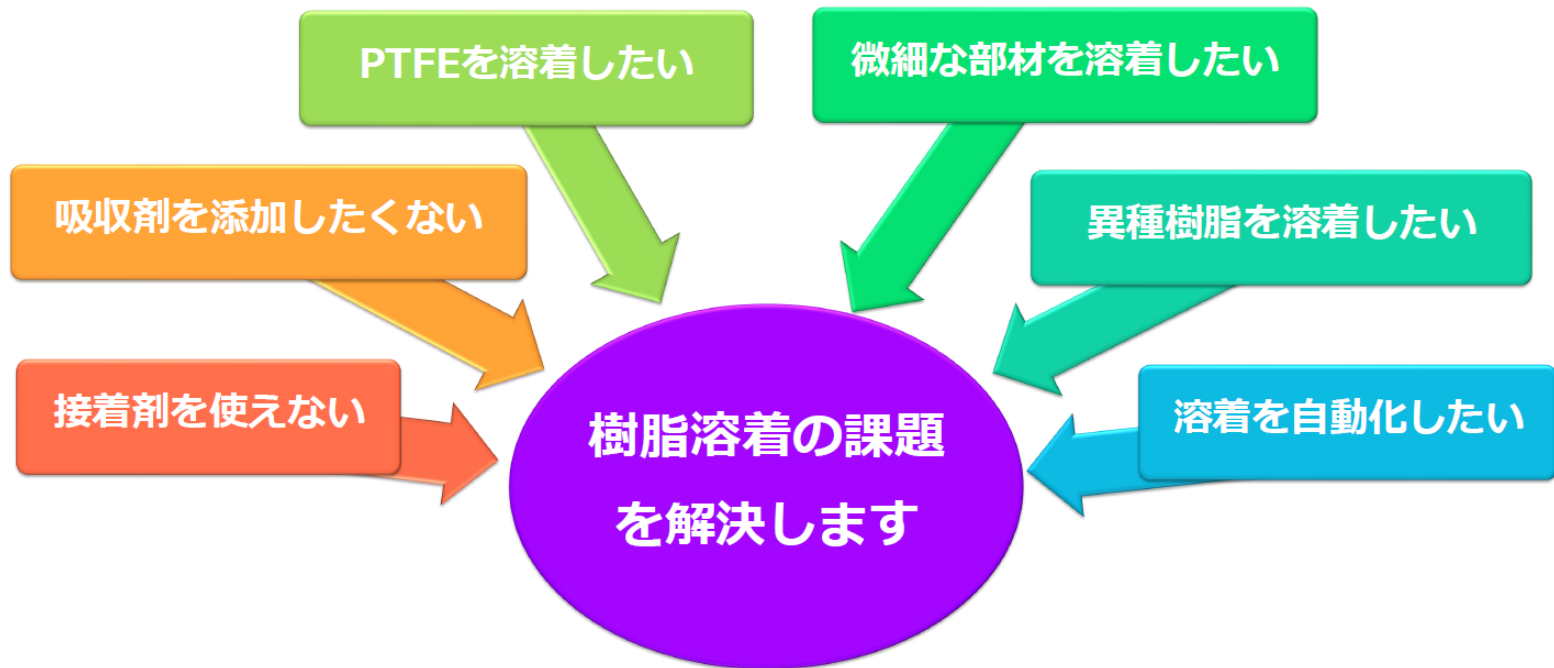 PTFEを溶着したい
微細な部材を溶着したい
吸収剤を添加したくない
異種樹脂を溶着したい
接着剤を使えない
溶着を自動化したい
樹脂溶着の課題
を解決します